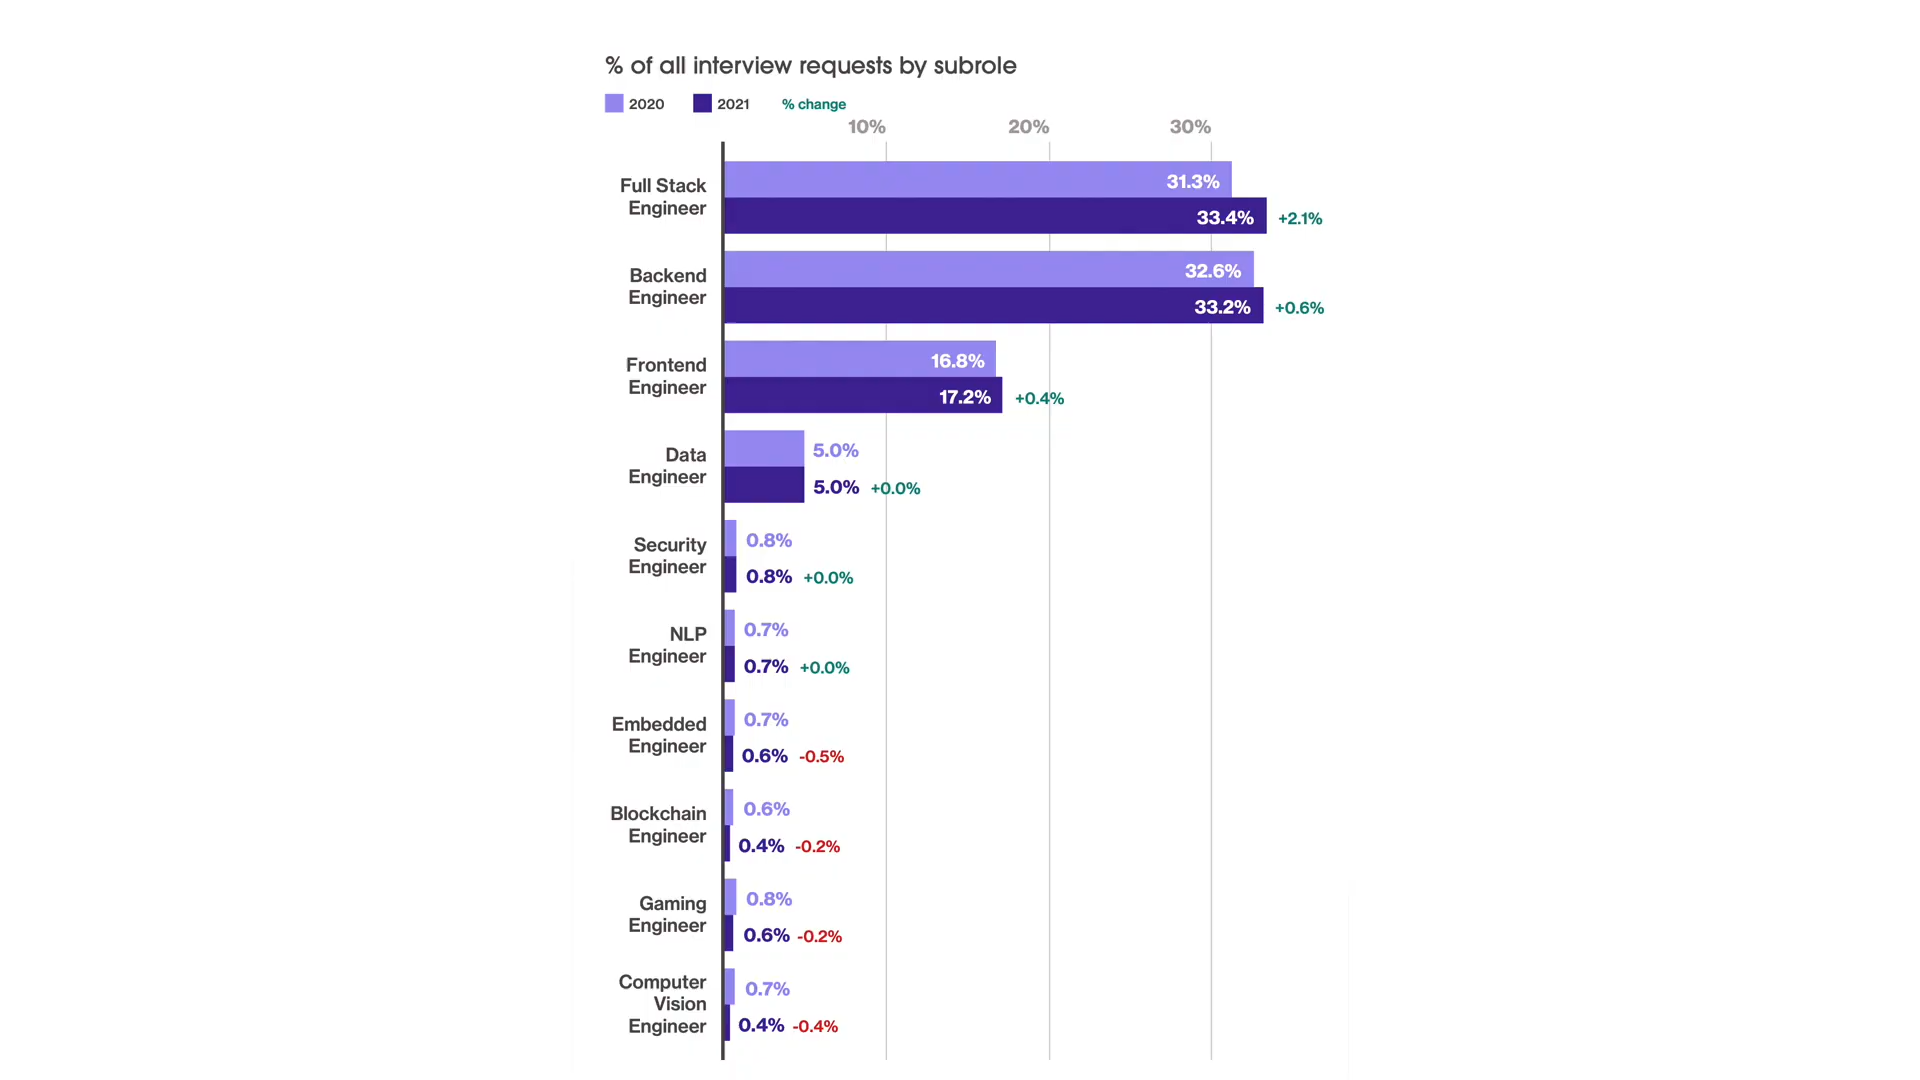 % of all interview requests by subrole
2020 2021 % change
10% 20% 30%
Full Stack
Engineer
31.3%
33.4% +2.1%
Backend
Engineer
32.6%
33.2% +0.6%
Frontend
Engineer
16.8%
17.2% +0.4%
Data
Engineer
5.0%
5.0% +0.0%
Security
Engineer
0.8%
0.8% +0.0%
NLP
Engineer
0.7%
0.7% +0.0%
Embedded
Engineer
0.7%
0.6% -0.5%
Blockchain
Engineer
0.6%
0.4% -0.2%
Gaming
Engineer
0.8%
0.6% -0.2%
Computer
Vision
Engineer
0.7%
0.4% -0.4%